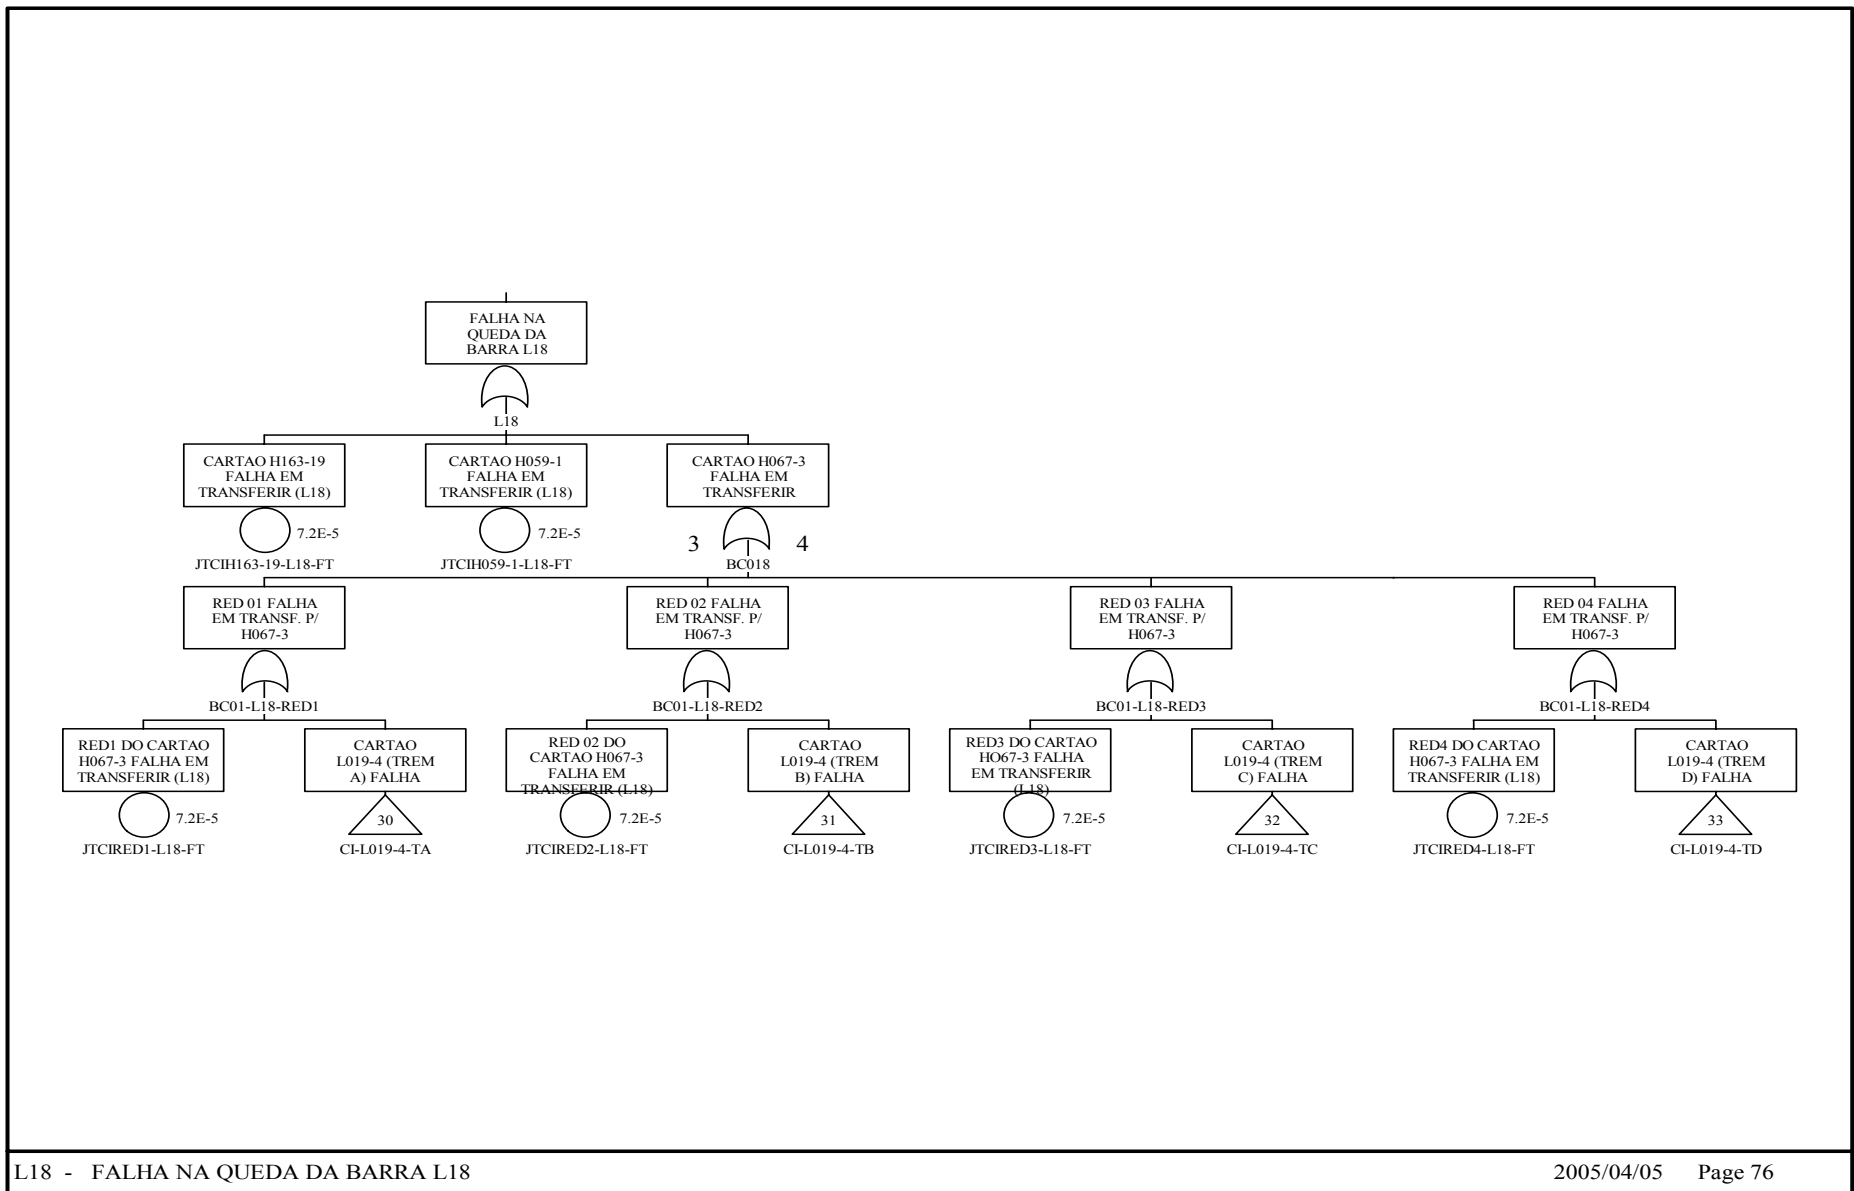 FALHA NA
QUEDA DA
BARRA L18
L18
CARTAO H163-19
FALHA EM
TRANSFERIR (L18)
7.2E-5
JTCIH163-19-L18-FT
CARTAO H059-1
FALHA EM
TRANSFERIR (L18)
7.2E-5
JTCIH059-1-L18-FT
CARTAO H067-3
FALHA EM
TRANSFERIR
3 4
BC018
RED 01 FALHA
EM TRANSF. P/
H067-3
BC01-L18-RED1
RED 02 FALHA
EM TRANSF. P/
H067-3
BC01-L18-RED2
RED 03 FALHA
EM TRANSF. P/
H067-3
BC01-L18-RED3
RED 04 FALHA
EM TRANSF. P/
H067-3
BC01-L18-RED4
RED1 DO CARTAO
H067-3 FALHA EM
TRANSFERIR (L18)
7.2E-5
JTCIRED1-L18-FT
CARTAO
L019-4 (TREM
A) FALHA
30
CI-L019-4-TA
RED 02 DO
CARTAO H067-3
FALHA EM
TRANSFERIR (L18)
7.2E-5
JTCIRED2-L18-FT
CARTAO
L019-4 (TREM
B) FALHA
31
CI-L019-4-TB
RED3 DO CARTAO
HO67-3 FALHA
EM TRANSFERIR
(L18)
7.2E-5
JTCIRED3-L18-FT
CARTAO
L019-4 (TREM
C) FALHA
32
CI-L019-4-TC
RED4 DO CARTAO
H067-3 FALHA EM
TRANSFERIR (L18)
7.2E-5
JTCIRED4-L18-FT
CARTAO
L019-4 (TREM
D) FALHA
33
CI-L019-4-TD
L18 - FALHA NA QUEDA DA BARRA L18
2005/04/05 Page 76